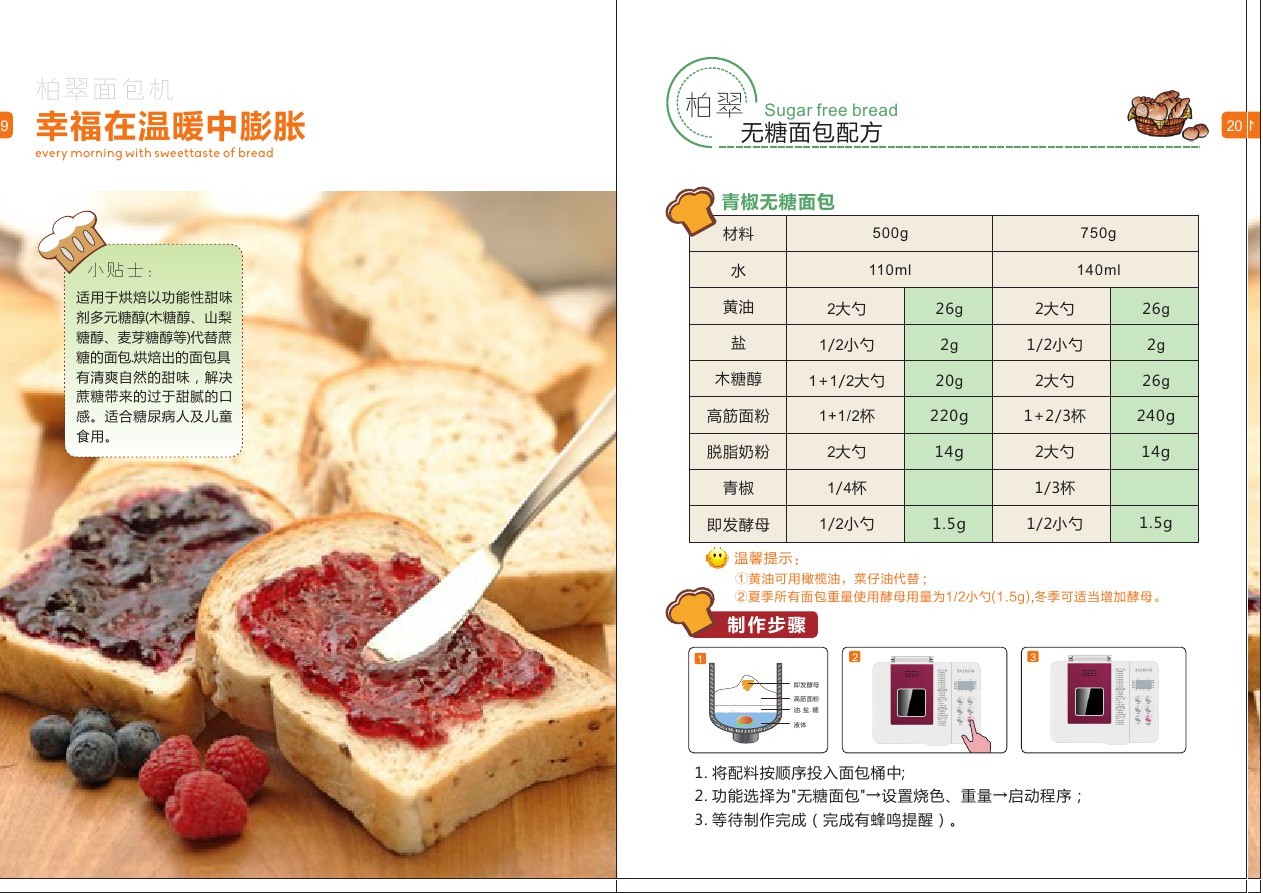 柏翠面包机
幸福在温暖中膨胀
every morning with sweettaste of bread
9
小贴士：
适用于烘焙以功能性甜味
剂多元糖醇(木糖醇、山梨
糖醇、麦芽糖醇等)代替蔗
糖的面包.烘焙出的面包具
有清爽自然的甜味，解决
蔗糖带来的过于甜腻的口
感。适合糖尿病人及儿童
食用。
柏翠
Sugar free bread
无糖面包配方
20
青椒无糖面包
材料 500g 750g
水 110ml 140ml
黄油 2大勺 26g 2大勺 26g
盐 1/2小勺 2g 1/2小勺 2g
木糖醇 1+1/2大勺 20g 2大勺 26g
高筋面粉 1+1/2杯 220g 1+2/3杯 240g
脱脂奶粉 2大勺 14g 2大勺 14g
青椒 1/4杯 1/3杯
即发酵母 1/2小勺 1.5g 1/2小勺 1.5g
温馨提示：
①黄油可用橄榄油，菜仔油代替；
②夏季所有面包重量使用酵母用量为1/2小勺(1.5g),冬季可适当增加酵母。
制作步骤
1
即发酵母
高筋面粉
油. 盐. 糖
液体
2
3
1. 将配料按顺序投入面包桶中;
2. 功能选择为"无糖面包"→设置烧色、重量→启动程序；
3. 等待制作完成（完成有蜂鸣提醒）。